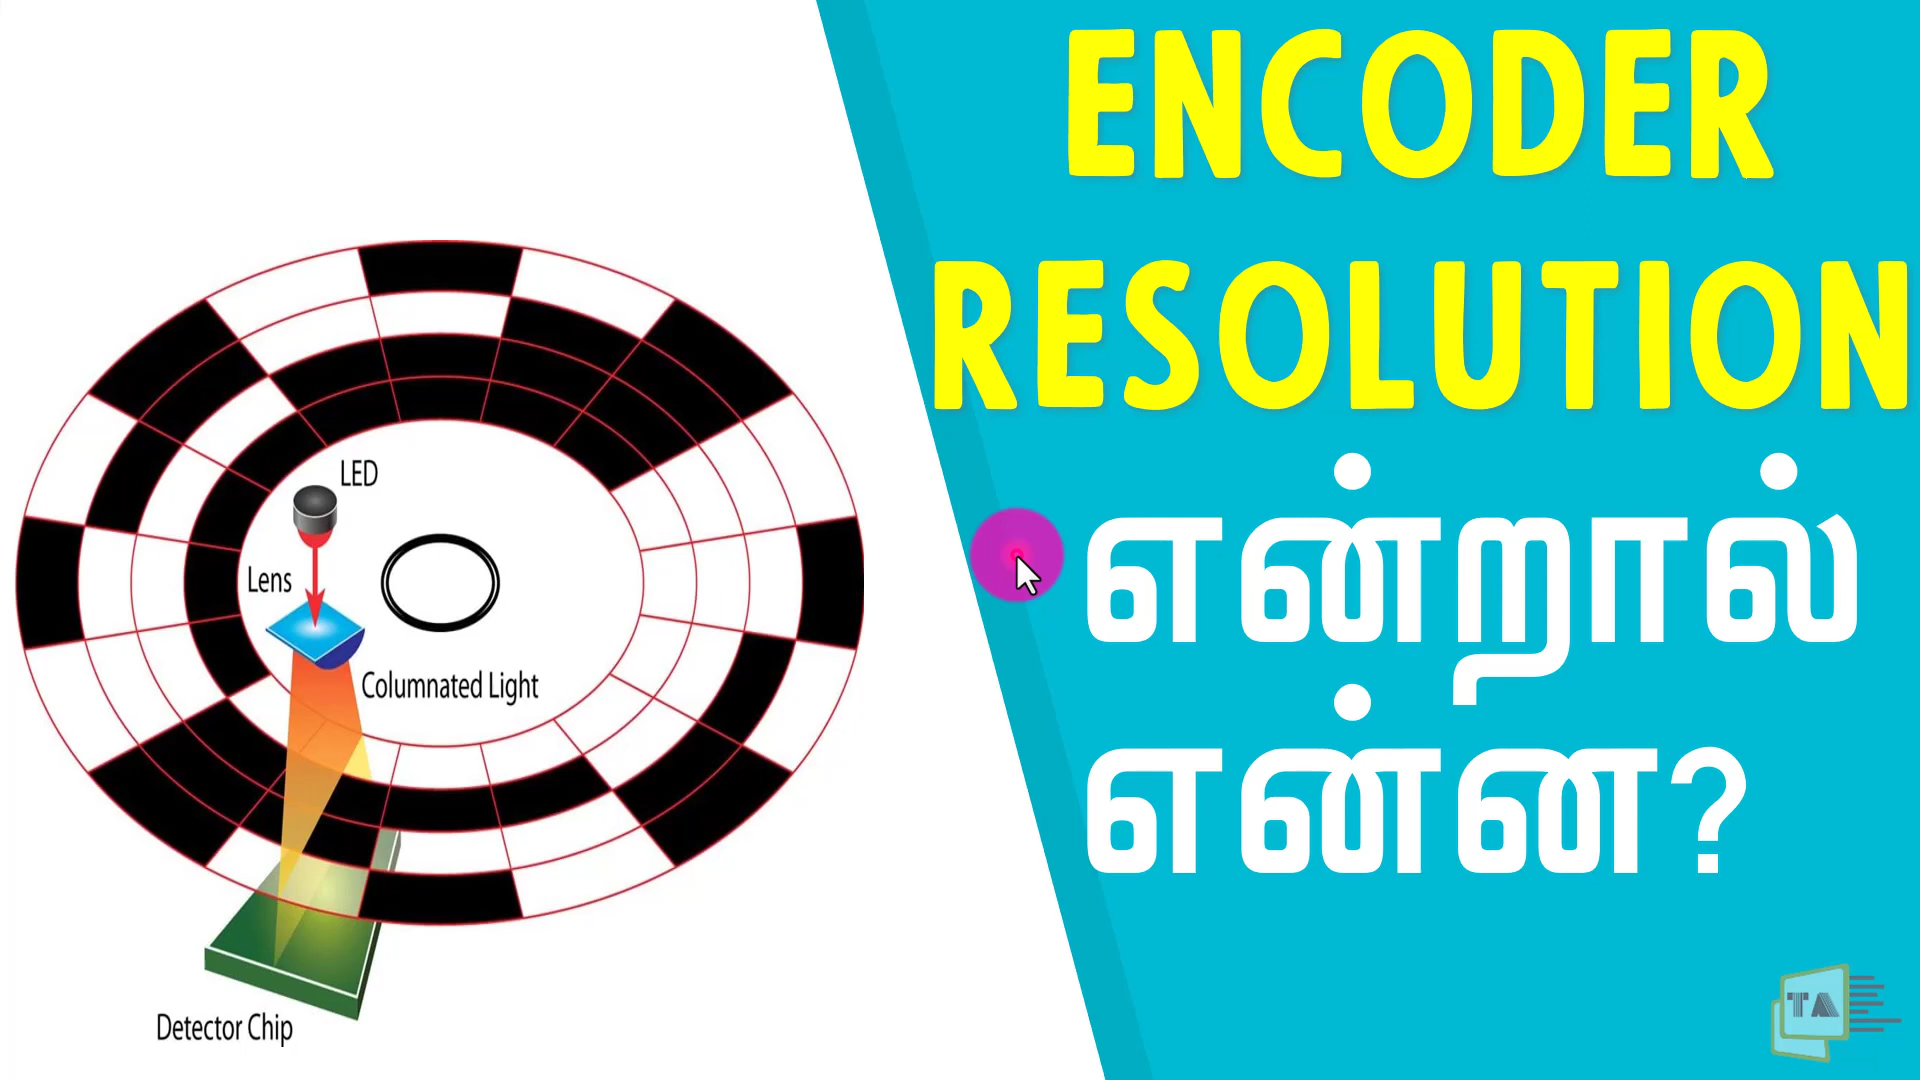 ENCODER
RESOLUTION
என்றால்
என்ன?
LED
Lens
Columnated Light
Detector Chip
TA